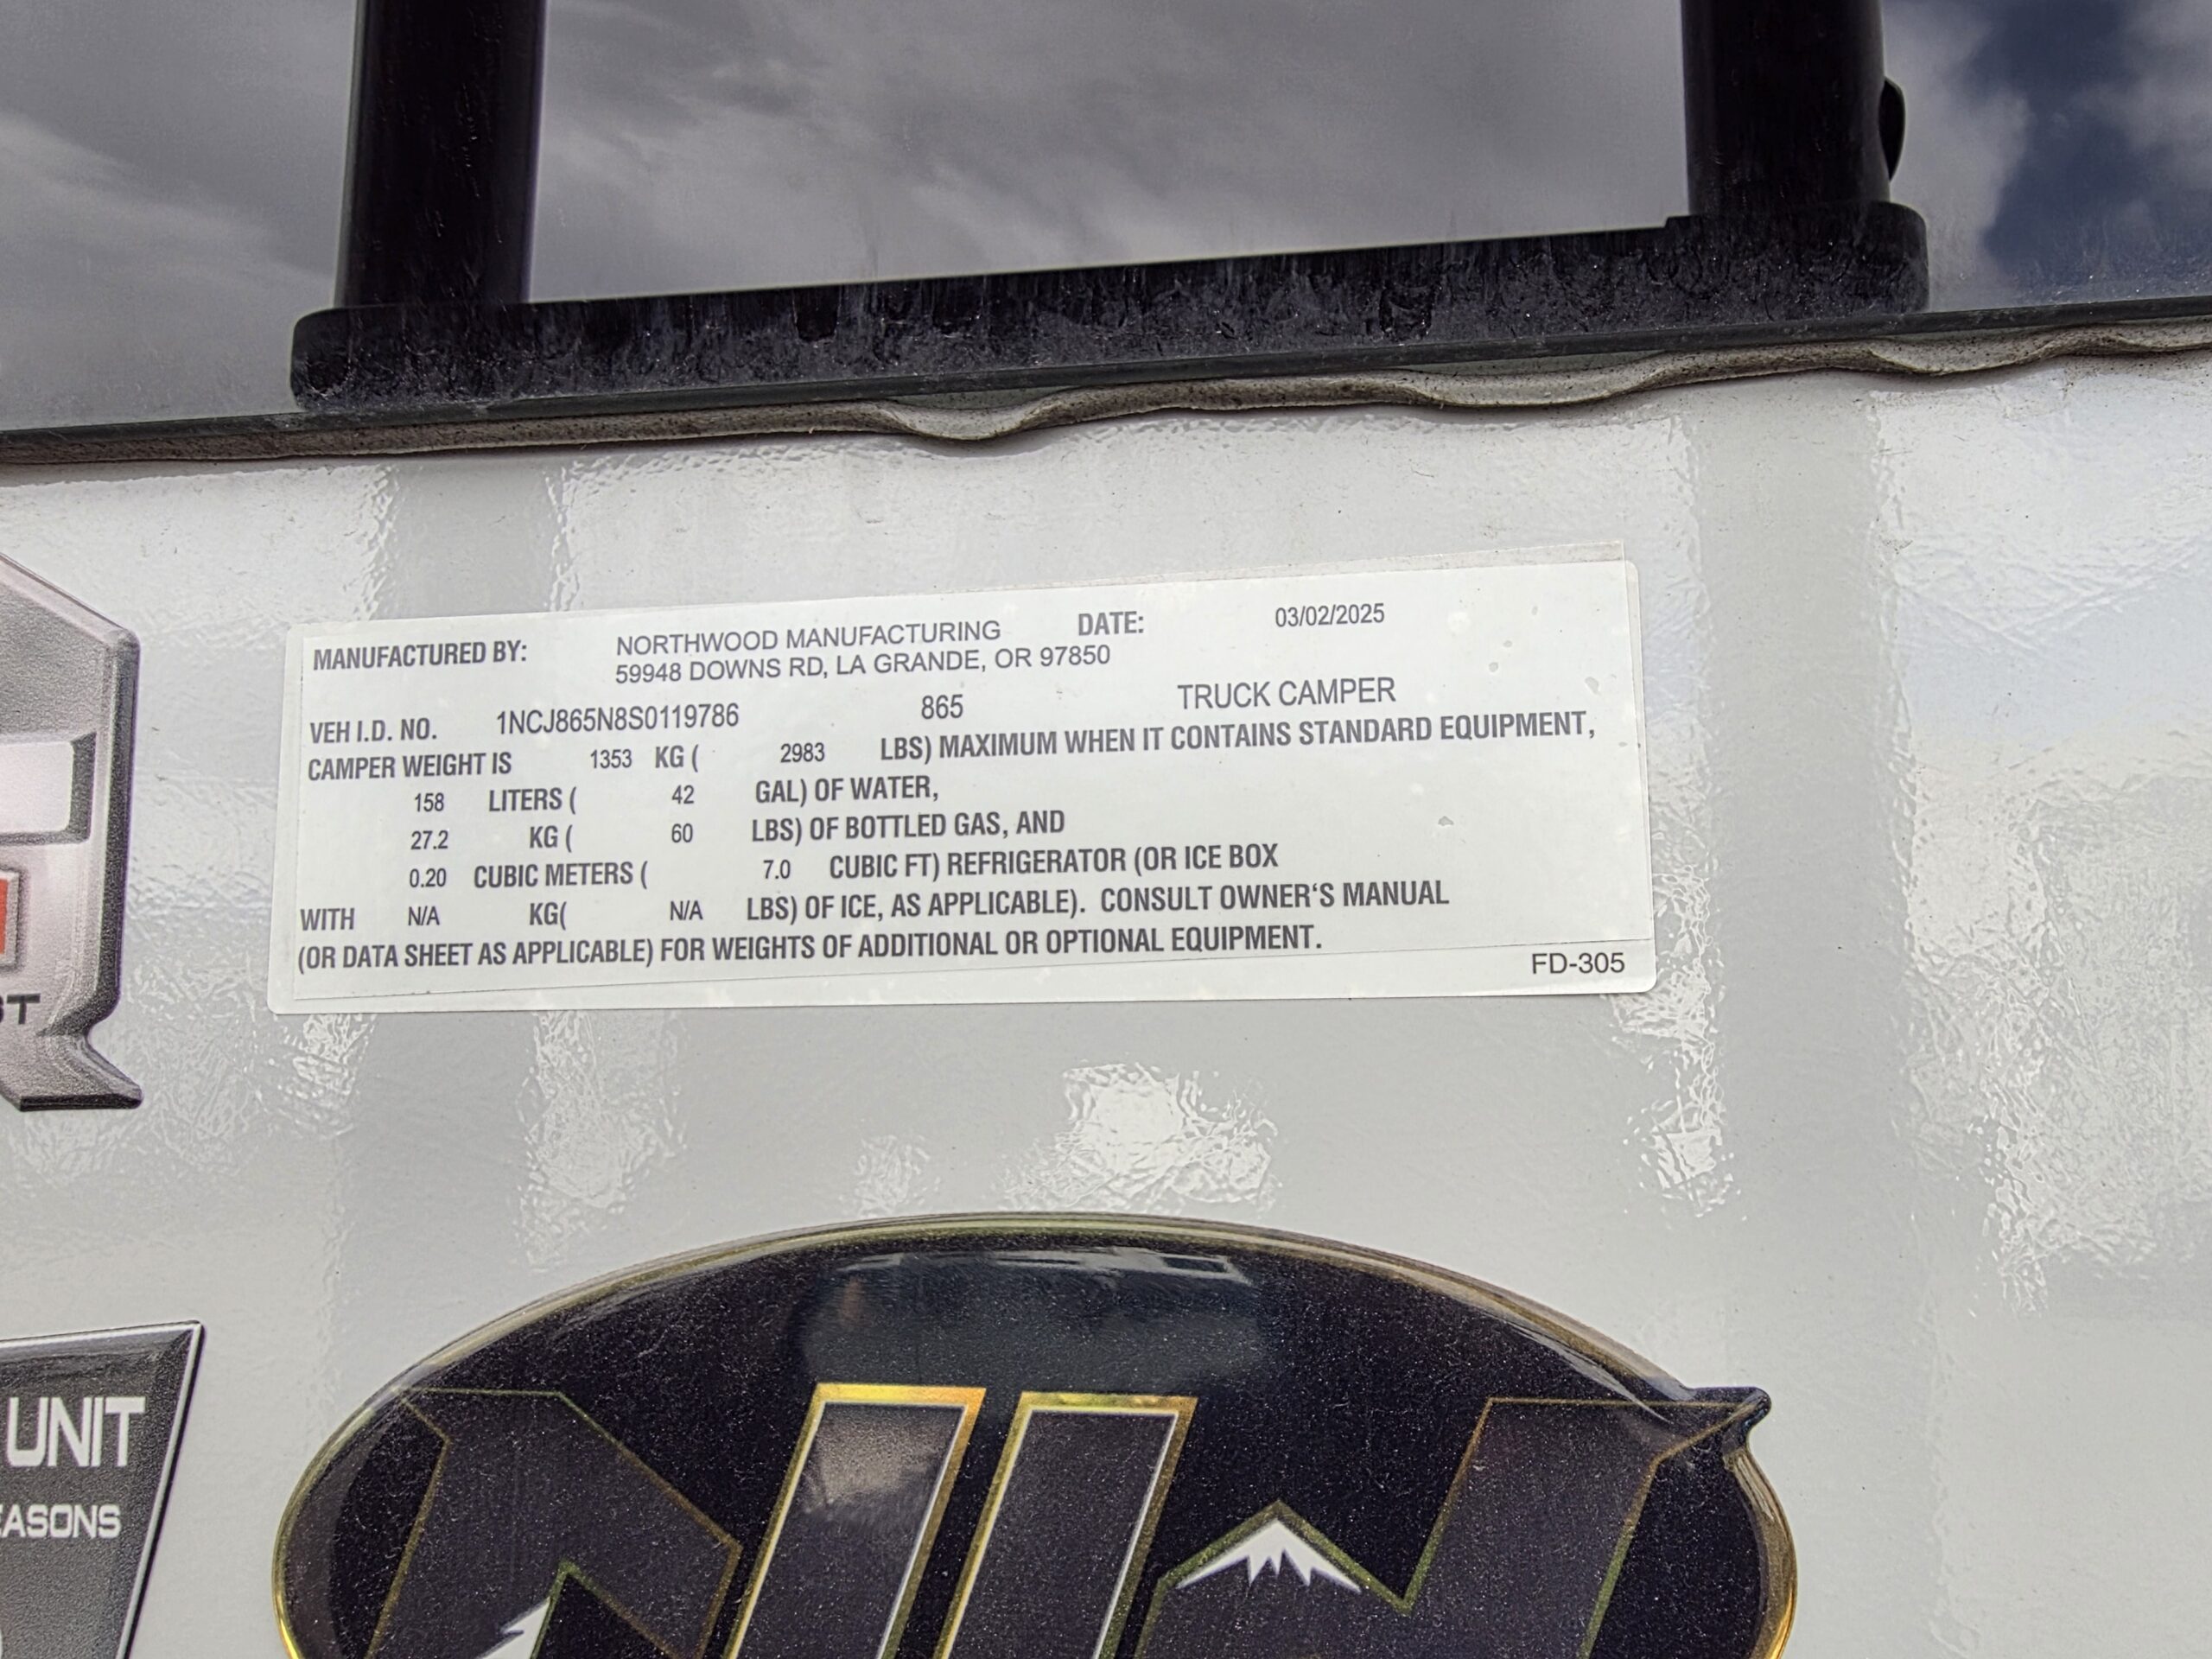 MANUFACTURED BY: NORTHWOOD MANUFACTURING DATE: 03/02/2025
59948 DOWNS RD, LA GRANDE, OR 97850
VEH I.D. NO. 1NCJ865N8S0119786 865 TRUCK CAMPER
CAMPER WEIGHT IS 1353 KG ( 2983 LBS) MAXIMUM WHEN IT CONTAINS STANDARD EQUIPMENT,
158 LITERS ( 42 GAL) OF WATER,
27.2 KG ( 60 LBS) OF BOTTLED GAS, AND
0.20 CUBIC METERS ( 7.0 CUBIC FT) REFRIGERATOR (OR ICE BOX
WITH N/A KG( N/A LBS) OF ICE, AS APPLICABLE). CONSULT OWNER'S MANUAL
(OR DATA SHEET AS APPLICABLE) FOR WEIGHTS OF ADDITIONAL OR OPTIONAL EQUIPMENT.
FD-305
UNIT